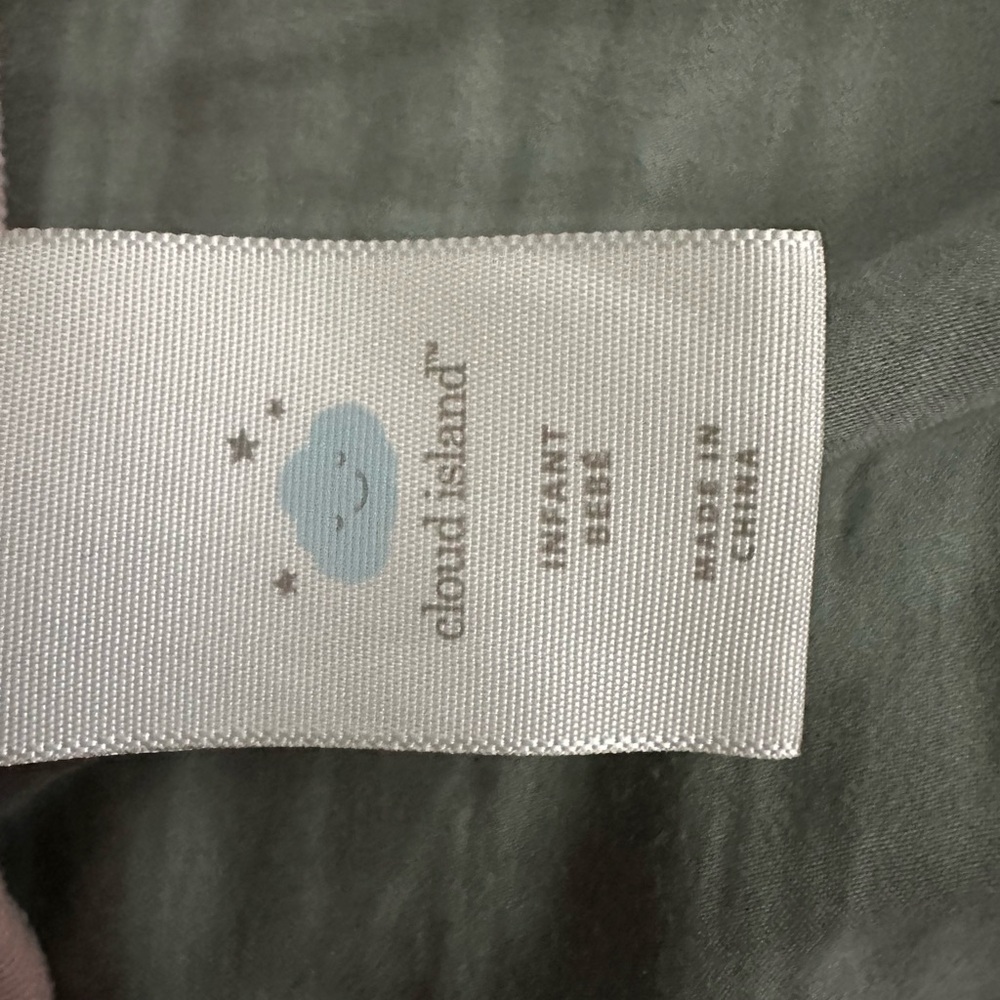 cloud island™
INFANT
BEBÉ
MADE IN
CHINA